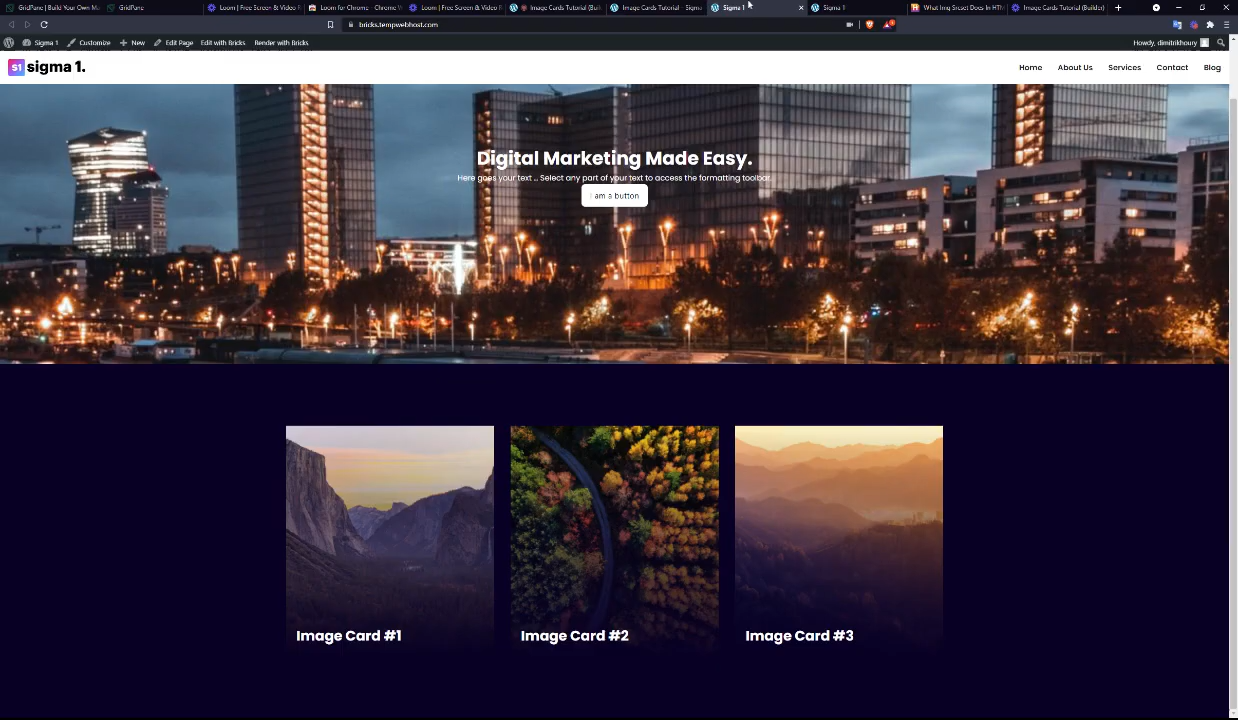 GridPane | Build Your Own Ma
GridPane
Loom | Free Screen & Video R
Loom for Chrome - Chrome W
Loom | Free Screen & Video R
Image Cards Tutorial (Buil
Image Cards Tutorial - Sigma
Sigma 1
Sigma 1
What Img Srcset Does In HTM
Image Cards Tutorial (Builder)
bricks.tempwebhost.com
Sigma 1
Customize
New
Edit Page
Edit with Bricks
Render with Bricks
Howdy, dimitrikhoury
S1 sigma 1.
Home
About Us
Services
Contact
Blog
Digital Marketing Made Easy.
Here goes your text ... Select any part of your text to access the formatting toolbar.
I am a button
Image Card #1
Image Card #2
Image Card #3